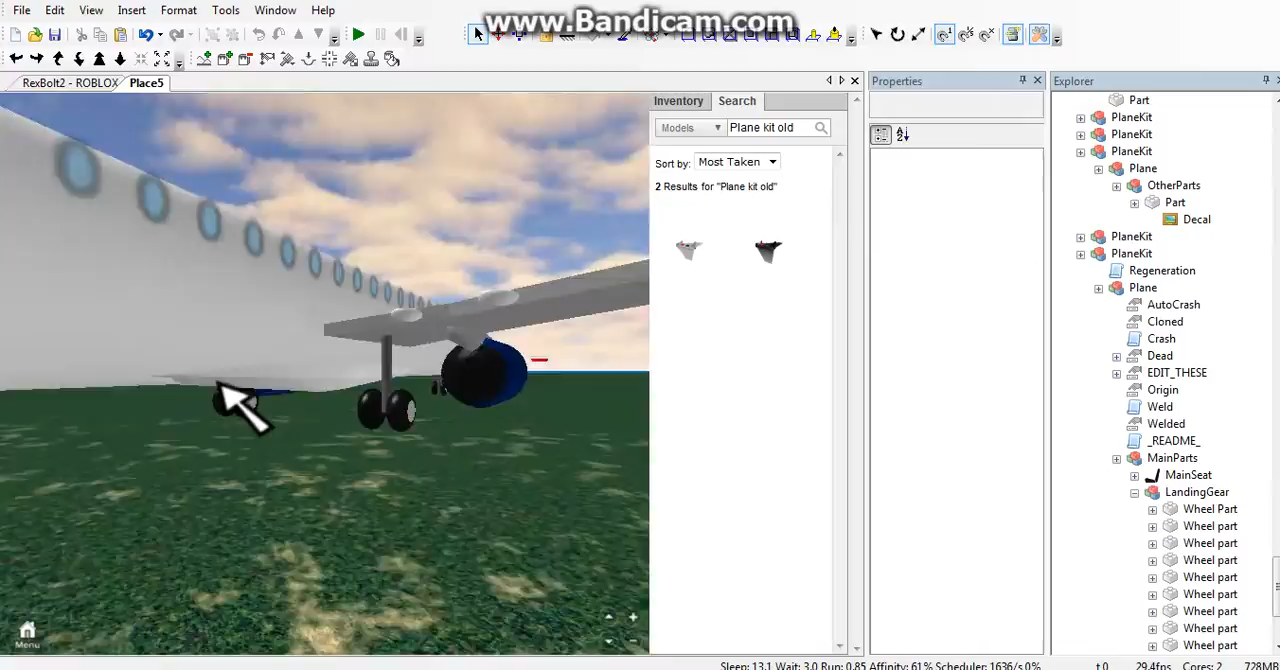 File Edit View Insert Format Tools Window Help
www.Bandicam.com
RexBolt2 - ROBLOX Place5
Inventory Search
Models Plane kit old
Sort by: Most Taken
2 Results for "Plane kit old"
Menu
Properties
Explorer
Part
PlaneKit
PlaneKit
PlaneKit
Plane
OtherParts
Part
Decal
PlaneKit
PlaneKit
Regeneration
Plane
AutoCrash
Cloned
Crash
Dead
EDIT_THESE
Origin
Weld
Welded
_README_
MainParts
MainSeat
LandingGear
Wheel Part
Wheel part
Wheel part
Wheel part
Wheel part
Wheel part
Wheel part
Wheel part
Wheel part
Sleep: 13.1 Wait: 3.0 Run: 0.85 Affinity: 61% Scheduler: 1636/s 0% t 0 29.4fps Cores: 2 728MB